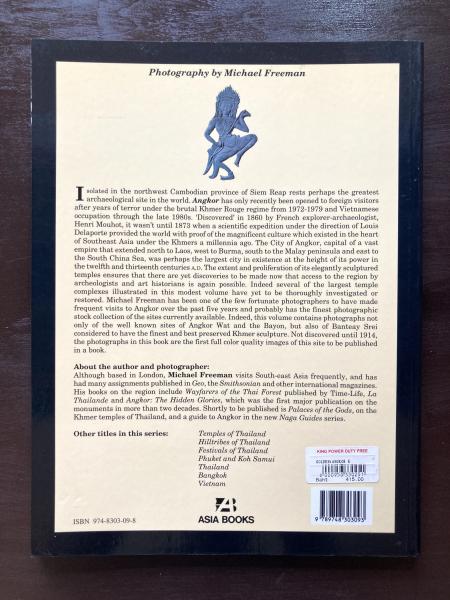 Photography by Michael Freeman
Isolated in the northwest Cambodian province of Siem Reap rests perhaps the greatest
archaeological site in the world. Angkor has only recently been opened to foreign visitors
after years of terror under the brutal Khmer Rouge regime from 1972-1979 and Vietnamese
occupation through the late 1980s. 'Discovered' in 1860 by French explorer-archaeologist,
Henri Mouhot, it wasn't until 1873 when a scientific expedition under the direction of Louis
Delaporte provided the world with proof of the magnificent culture which existed in the heart
of Southeast Asia under the Khmers a millennia ago. The City of Angkor, capital of a vast
empire that extended north to Laos, west to Burma, south to the Malay peninsula and east to
the South China Sea, was perhaps the largest city in existence at the height of its power in
the twelfth and thirteenth centuries A.D. The extent and proliferation of its elegantly sculptured
temples ensures that there are yet discoveries to be made now that access to the region by
archeologists and art historians is again possible. Indeed several of the largest temple
complexes illustrated in this modest volume have yet to be thoroughly investigated or
restored. Michael Freeman has been one of the few fortunate photographers to have made
frequent visits to Angkor over the past five years and probably has the finest photographic
stock collection of the sites currently available. Indeed, this volume contains photographs not
only of the well known sites of Angkor Wat and the Bayon, but also of Banteay Srei
considered to have the finest and best preserved Khmer sculpture. Not discovered until 1914,
the photographs in this book are the first full color quality images of this site to be published
in a book.
About the author and photographer:
Although based in London, Michael Freeman visits South-east Asia frequently, and has
had many assignments published in Geo, the Smithsonian and other international magazines.
His books on the region include Wayfarers of the Thai Forest published by Time-Life, La
Thailande and Angkor: The Hidden Glories, which was the first major publication on the
monuments in more than two decades. Shortly to be published is Palaces of the Gods, on the
Khmer temples of Thailand, and a guide to Angkor in the new Naga Guides series.
Other titles in this series:
Temples of Thailand
Hilltribes of Thailand
Festivals of Thailand
Phuket and Koh Samui
Thailand
Bangkok
Vietnam
KING POWER DUTY FREE
Baht 415.00
ISBN 974-8303-09-8
ASIA BOOKS
9 789748 303093